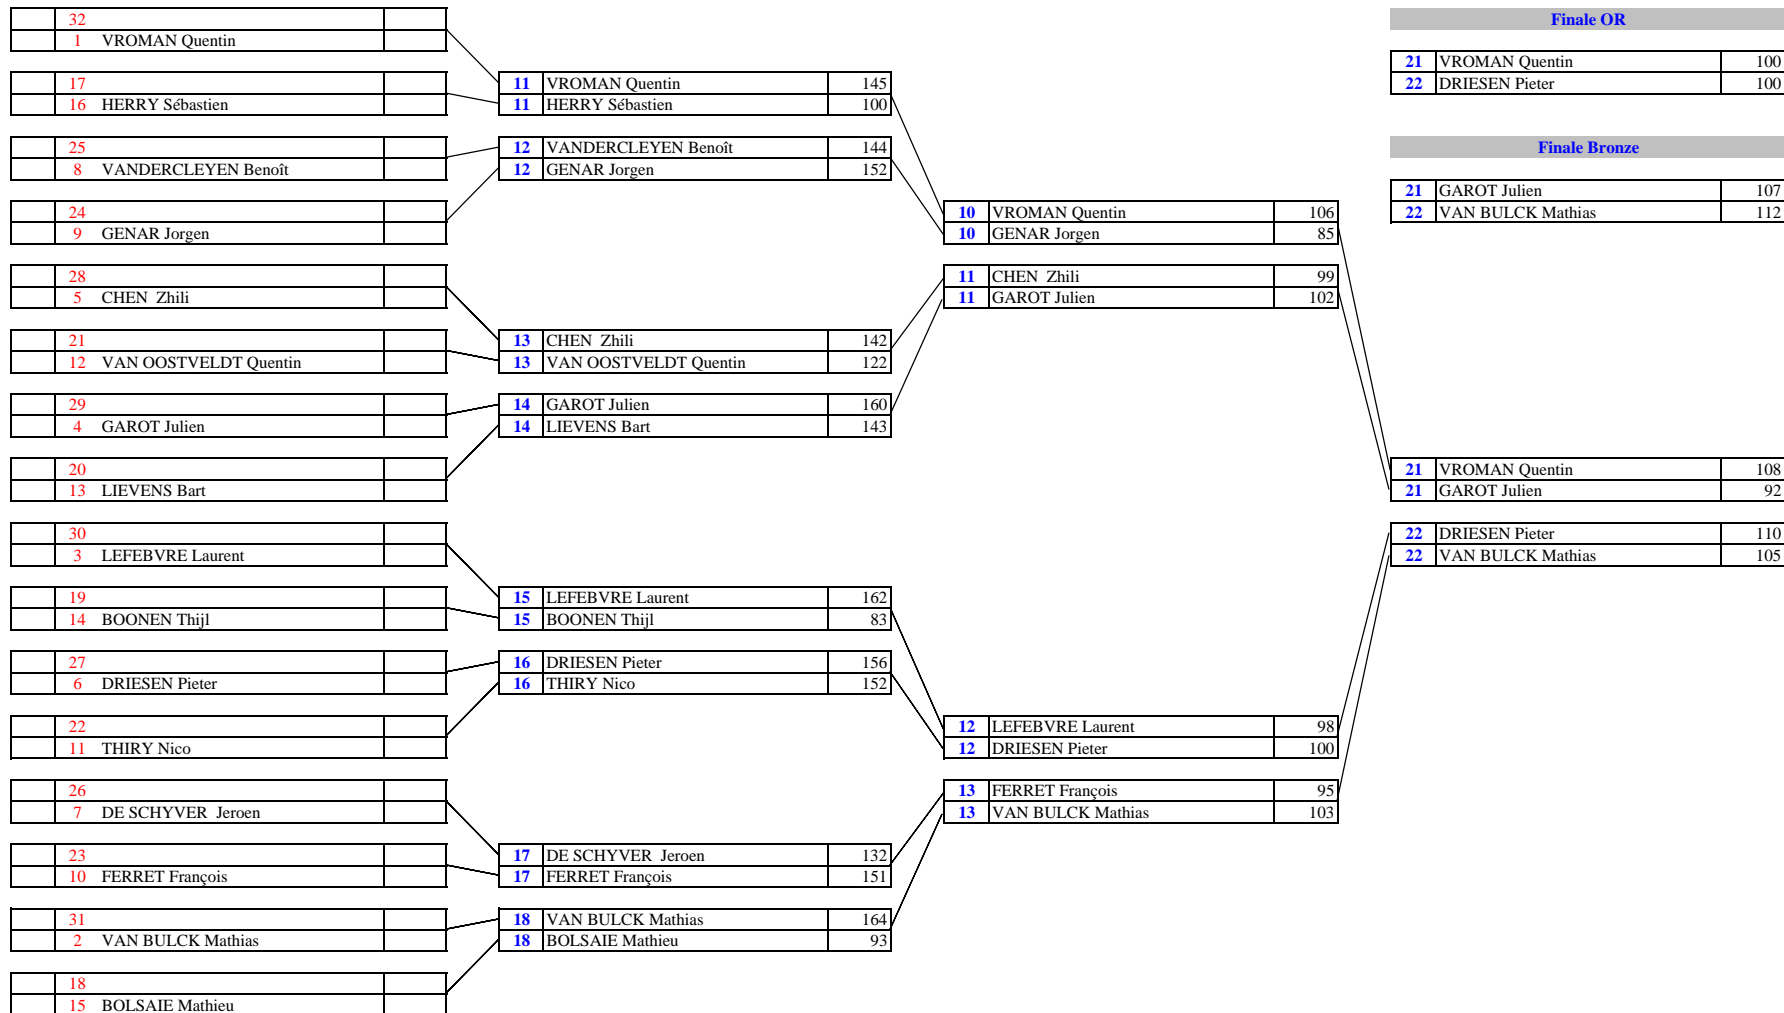 32
1 VROMAN Quentin
17
16 HERRY Sébastien
25
8 VANDERCLEYEN Benoît
24
9 GENAR Jorgen
28
5 CHEN Zhili
21
12 VAN OOSTVELDT Quentin
29
4 GAROT Julien
20
13 LIEVENS Bart
30
3 LEFEBVRE Laurent
19
14 BOONEN Thijl
27
6 DRIESEN Pieter
22
11 THIRY Nico
26
7 DE SCHYVER Jeroen
23
10 FERRET François
31
2 VAN BULCK Mathias
18
15 BOLSAIE Mathieu
11 VROMAN Quentin 145
11 HERRY Sébastien 100
12 VANDERCLEYEN Benoît 144
12 GENAR Jorgen 152
13 CHEN Zhili 142
13 VAN OOSTVELDT Quentin 122
14 GAROT Julien 160
14 LIEVENS Bart 143
15 LEFEBVRE Laurent 162
15 BOONEN Thijl 83
16 DRIESEN Pieter 156
16 THIRY Nico 152
17 DE SCHYVER Jeroen 132
17 FERRET François 151
18 VAN BULCK Mathias 164
18 BOLSAIE Mathieu 93
10 VROMAN Quentin 106
10 GENAR Jorgen 85
11 CHEN Zhili 99
11 GAROT Julien 102
12 LEFEBVRE Laurent 98
12 DRIESEN Pieter 100
13 FERRET François 95
13 VAN BULCK Mathias 103
Finale OR
21 VROMAN Quentin 100
22 DRIESEN Pieter 100
Finale Bronze
21 GAROT Julien 107
22 VAN BULCK Mathias 112
21 VROMAN Quentin 108
21 GAROT Julien 92
22 DRIESEN Pieter 110
22 VAN BULCK Mathias 105